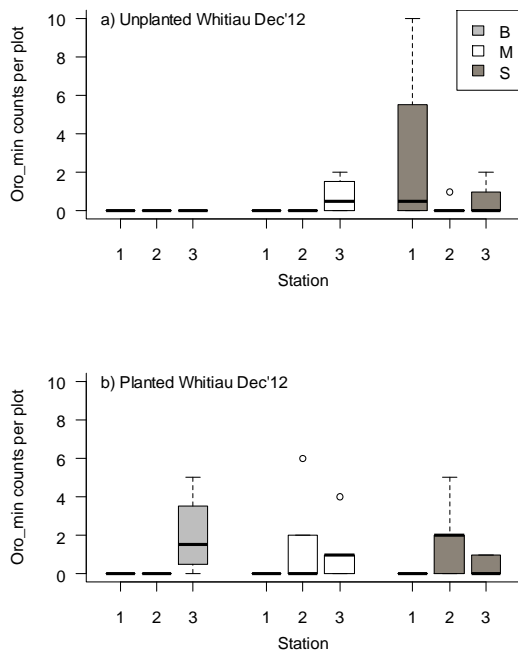 a) Unplanted Whitiau Dec'12
B
M
S
Oro_min counts per plot
10
8
6
4
2
0
1 2 3 1 2 3 1 2 3
Station
b) Planted Whitiau Dec'12
Oro_min counts per plot
10
8
6
4
2
0
1 2 3 1 2 3 1 2 3
Station